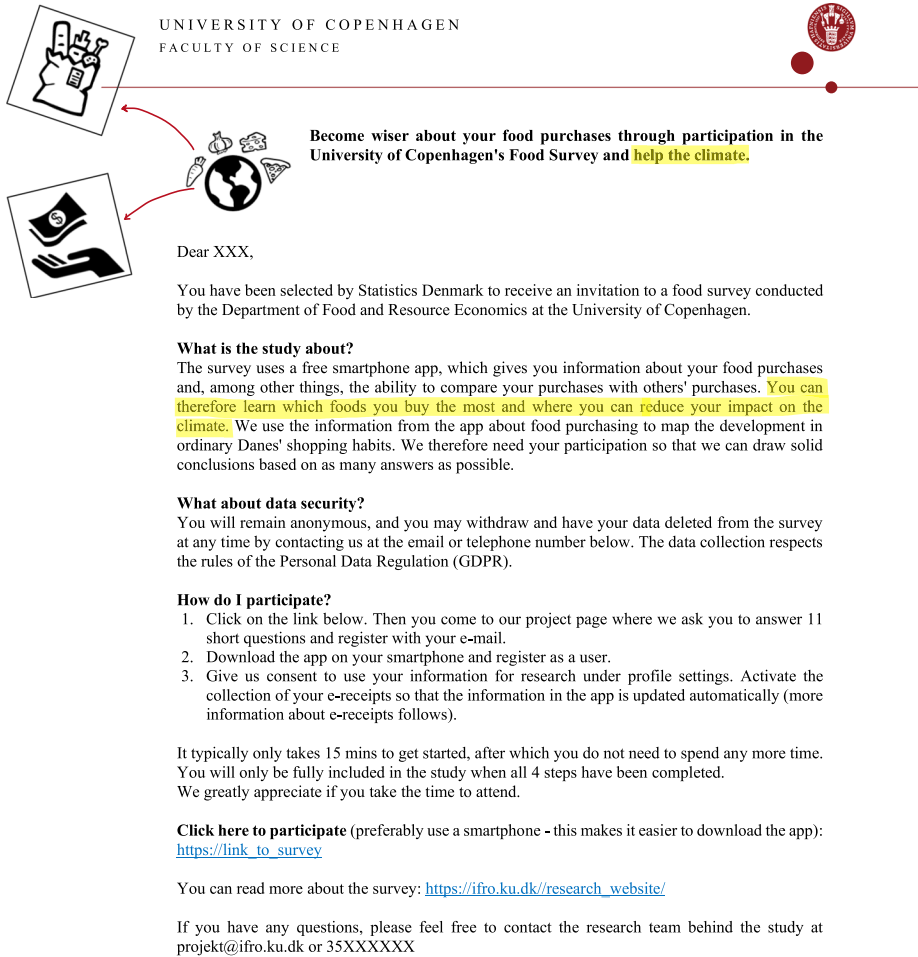 UNIVERSITY OF COPENHAGEN
FACULTY OF SCIENCE
Become wiser about your food purchases through participation in the
University of Copenhagen's Food Survey and help the climate.
Dear XXX,
You have been selected by Statistics Denmark to receive an invitation to a food survey conducted
by the Department of Food and Resource Economics at the University of Copenhagen.
What is the study about?
The survey uses a free smartphone app, which gives you information about your food purchases
and, among other things, the ability to compare your purchases with others' purchases. You can
therefore learn which foods you buy the most and where you can reduce your impact on the
climate. We use the information from the app about food purchasing to map the development in
ordinary Danes' shopping habits. We therefore need your participation so that we can draw solid
conclusions based on as many answers as possible.
What about data security?
You will remain anonymous, and you may withdraw and have your data deleted from the survey
at any time by contacting us at the email or telephone number below. The data collection respects
the rules of the Personal Data Regulation (GDPR).
How do I participate?
1. Click on the link below. Then you come to our project page where we ask you to answer 11
short questions and register with your e-mail.
2. Download the app on your smartphone and register as a user.
3. Give us consent to use your information for research under profile settings. Activate the
collection of your e-receipts so that the information in the app is updated automatically (more
information about e-receipts follows).
It typically only takes 15 mins to get started, after which you do not need to spend any more time.
You will only be fully included in the study when all 4 steps have been completed.
We greatly appreciate if you take the time to attend.
Click here to participate (preferably use a smartphone - this makes it easier to download the app):
https://link_to_survey
You can read more about the survey: https://ifro.ku.dk//research_website/
If you have any questions, please feel free to contact the research team behind the study at
projekt@ifro.ku.dk or 35XXXXXX